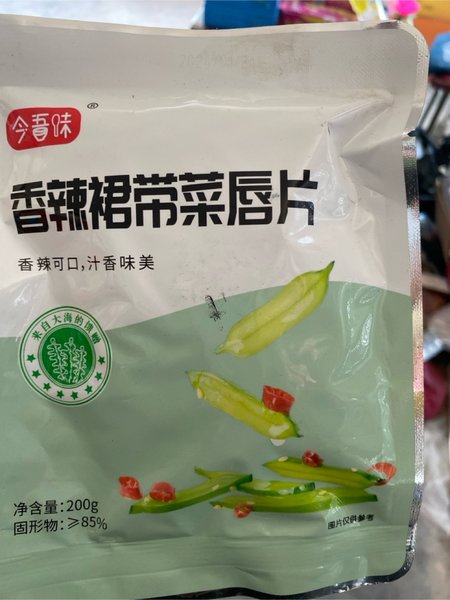 今吾味®
香辣裙带菜唇片
香辣可口,汁香味美
来自大海的馈赠
净含量:200g
固形物:≥85%
图片仅供参考